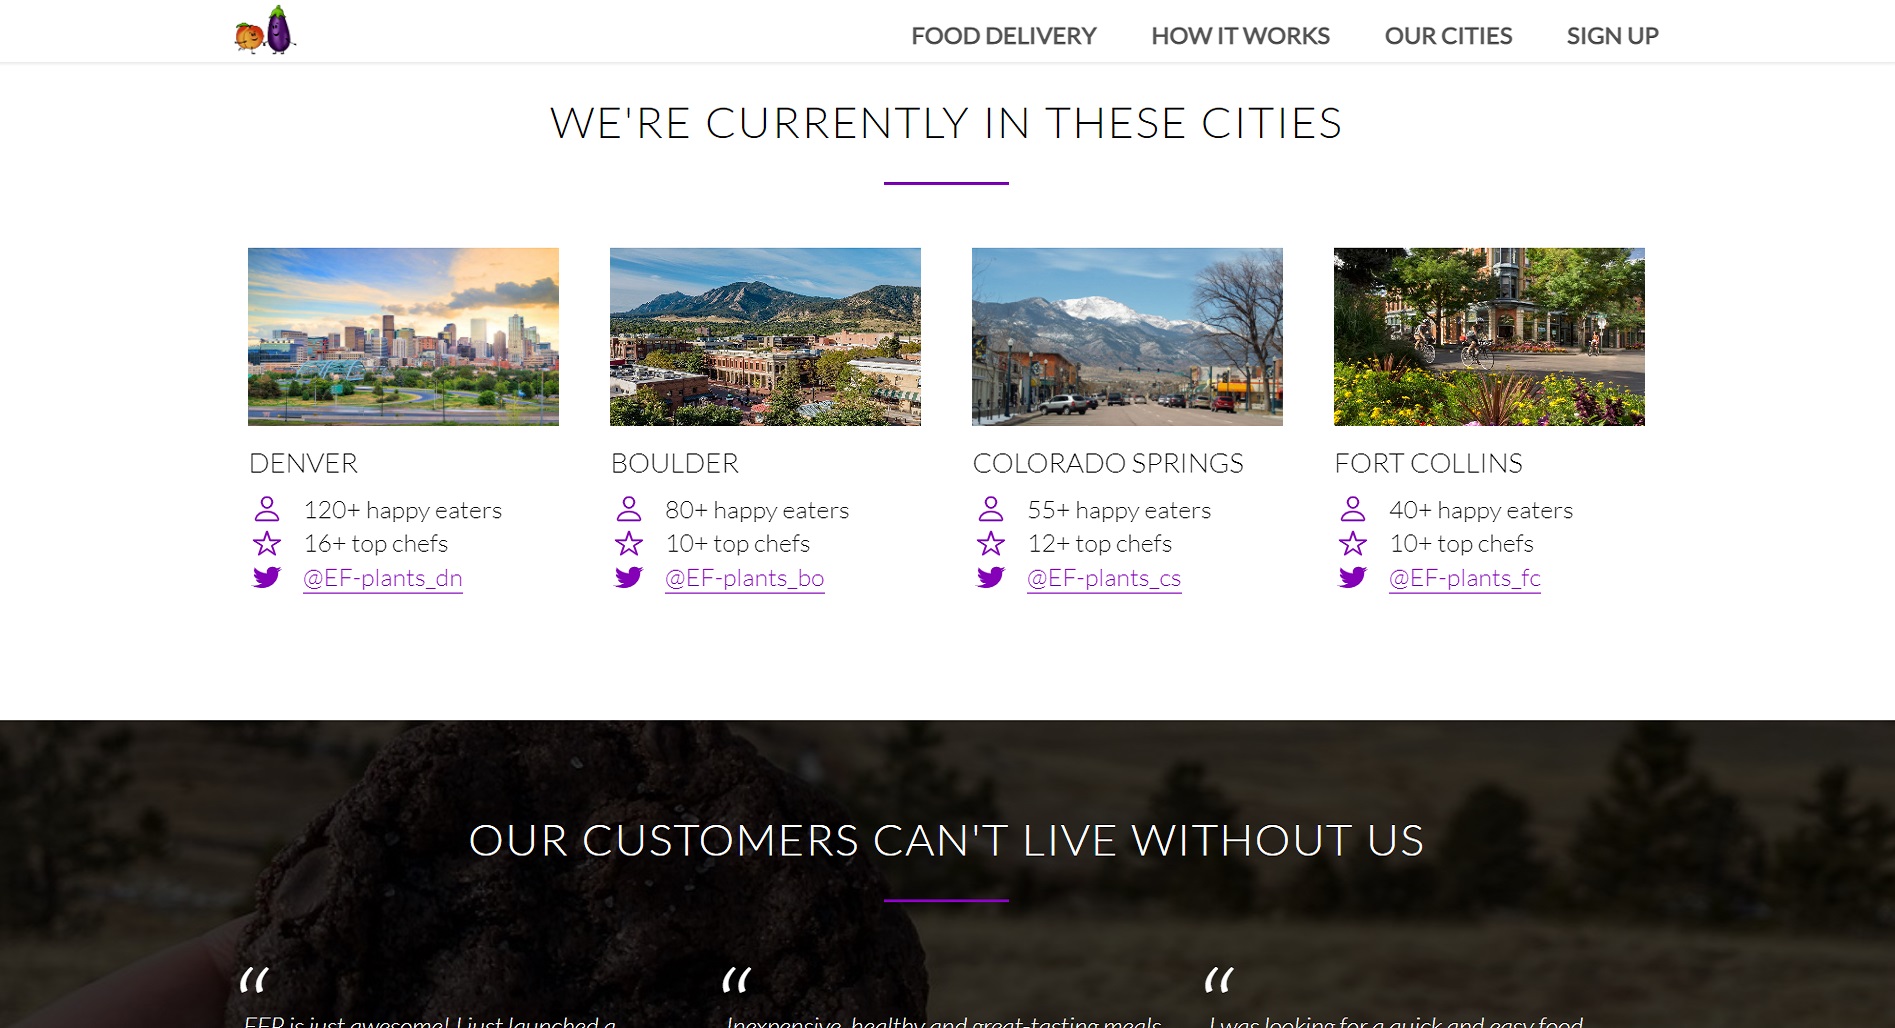 FOOD DELIVERY HOW IT WORKS OUR CITIES SIGN UP
WE'RE CURRENTLY IN THESE CITIES
DENVER
120+ happy eaters
16+ top chefs
@EF-plants_dn
BOULDER
80+ happy eaters
10+ top chefs
@EF-plants_bo
COLORADO SPRINGS
55+ happy eaters
12+ top chefs
@EF-plants_cs
FORT COLLINS
40+ happy eaters
10+ top chefs
@EF-plants_fc
OUR CUSTOMERS CAN'T LIVE WITHOUT US
“
is just awesome! I just launched a
“
Inexpensive, healthy and great-tasting meals
“
I was looking for a quick and easy food